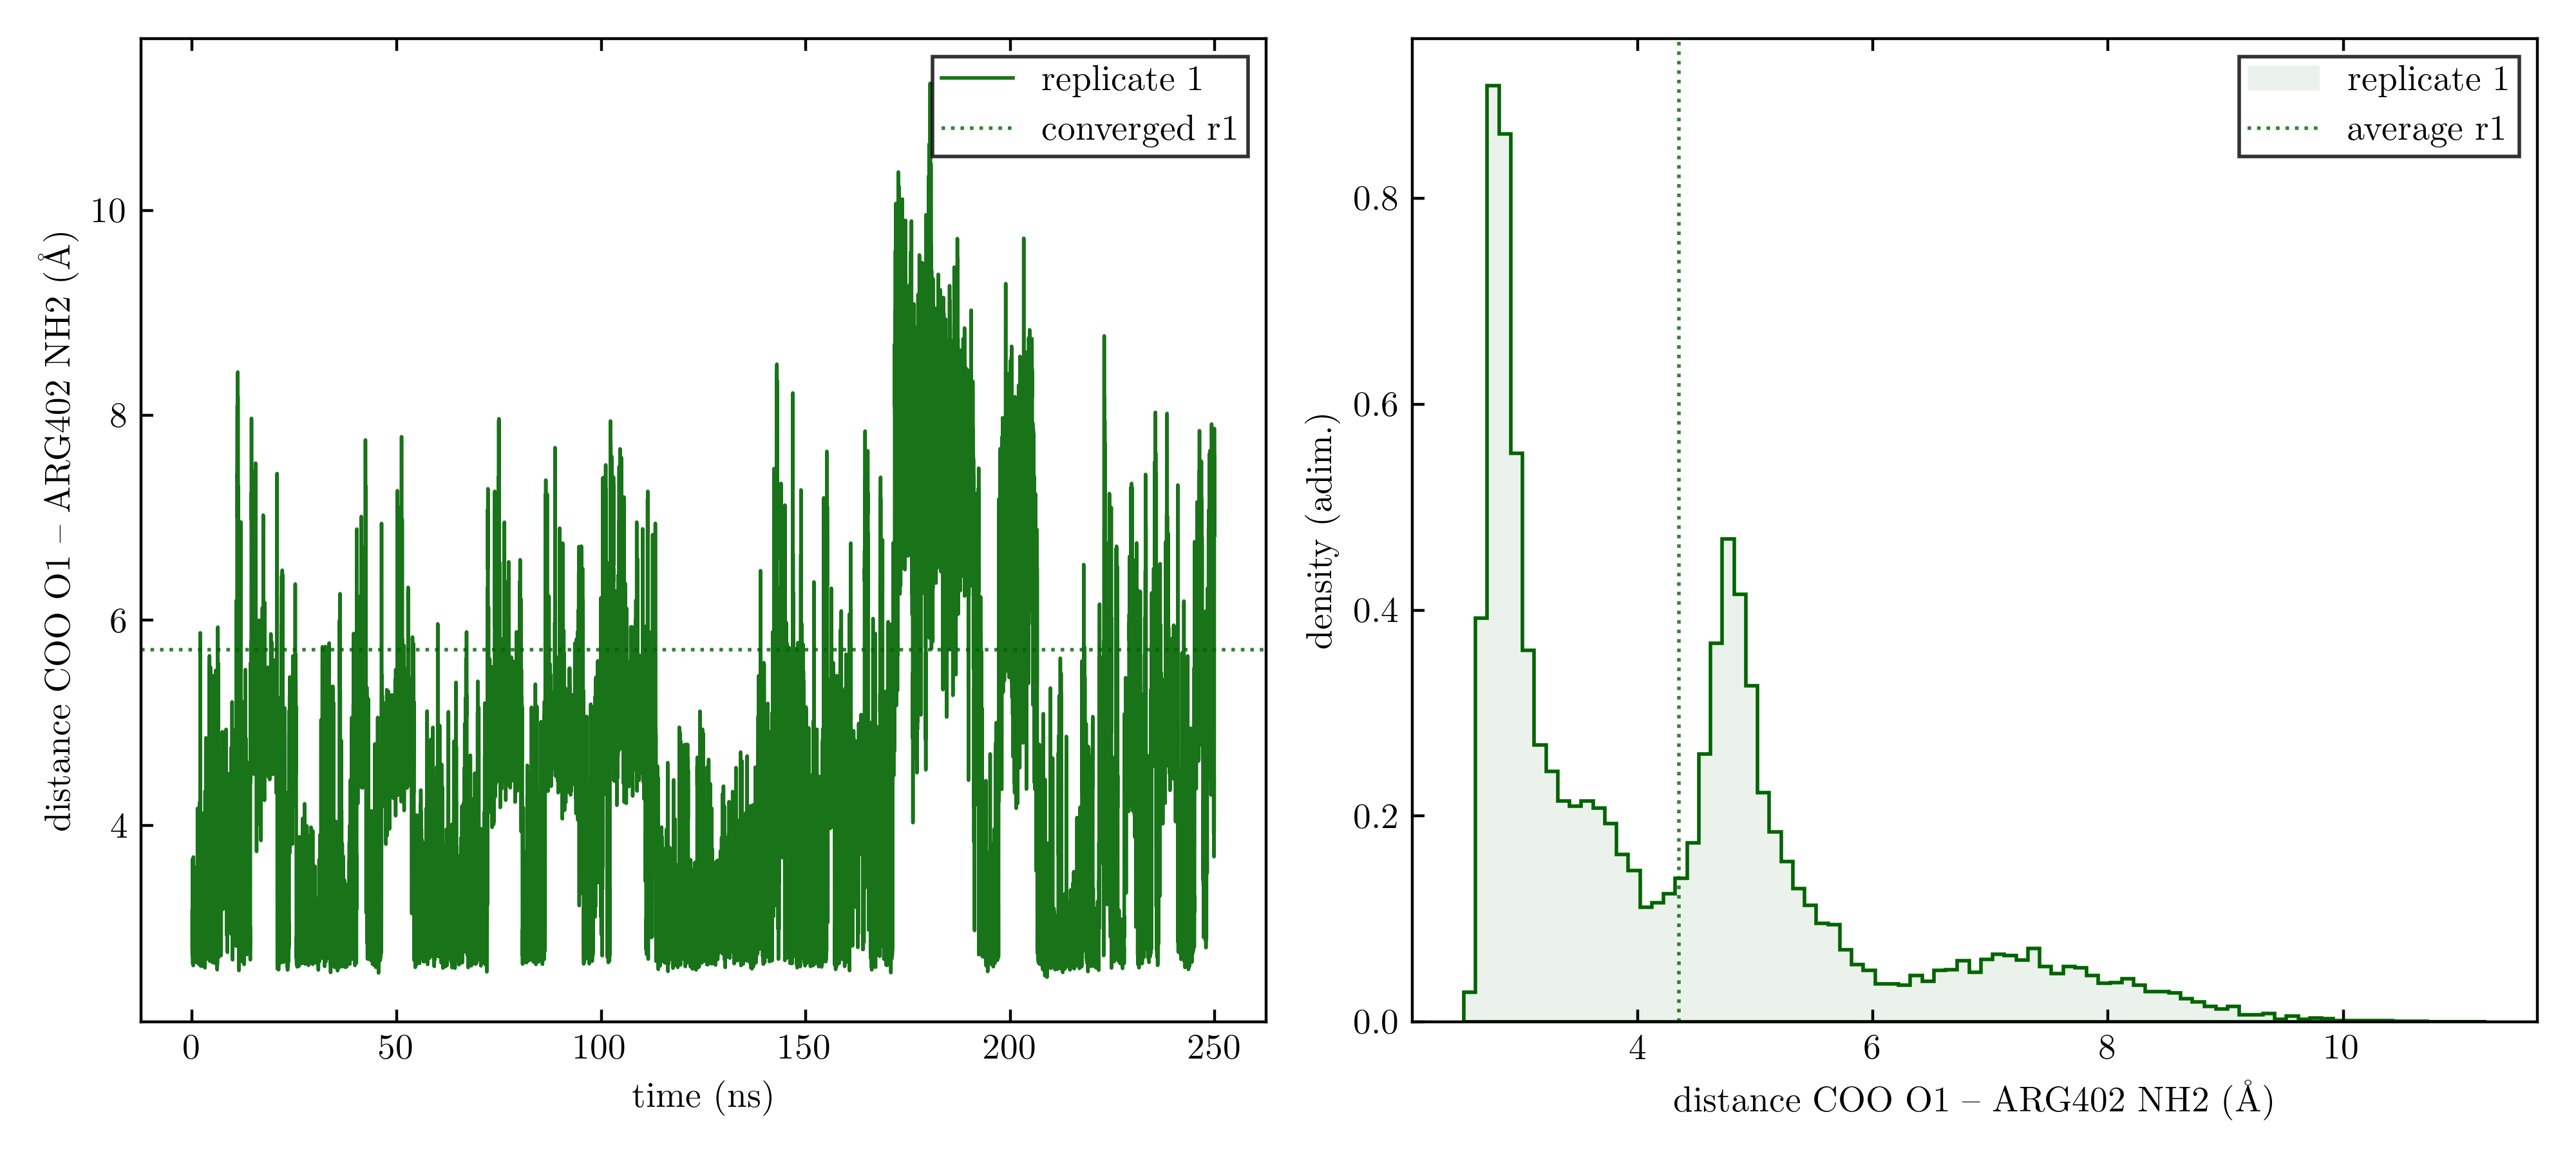 distance COO O1 – ARG402 NH2 (Å)
10
8
6
4
0
50
100
150
200
250
time (ns)
replicate 1
converged r1
density (adim.)
0.8
0.6
0.4
0.2
0.0
4
6
8
10
distance COO O1 – ARG402 NH2 (Å)
replicate 1
average r1